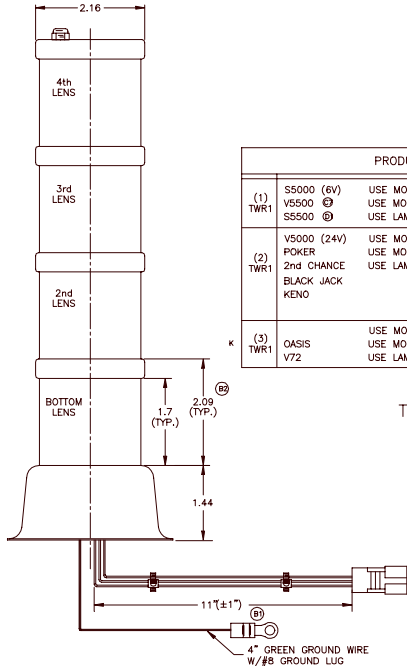 2.16
4th
LENS
3rd
LENS
2nd
LENS
BOTTOM
LENS
1.7
(TYP.)
2.09
(TYP.)
B2
1.44
11"(±1")
B1
4" GREEN GROUND WIRE
W/#8 GROUND LUG
PRODU
(1)
TWR1
S5000 (6V) USE MO
V5500 USE MO
S5500 D1 USE LAM
(2)
TWR1
V5000 (24V) USE MO
POKER USE MO
2nd CHANCE USE LAM
BLACK JACK
KENO
K
(3)
TWR1
USE MO
OASIS USE MO
V72 USE LAM
T